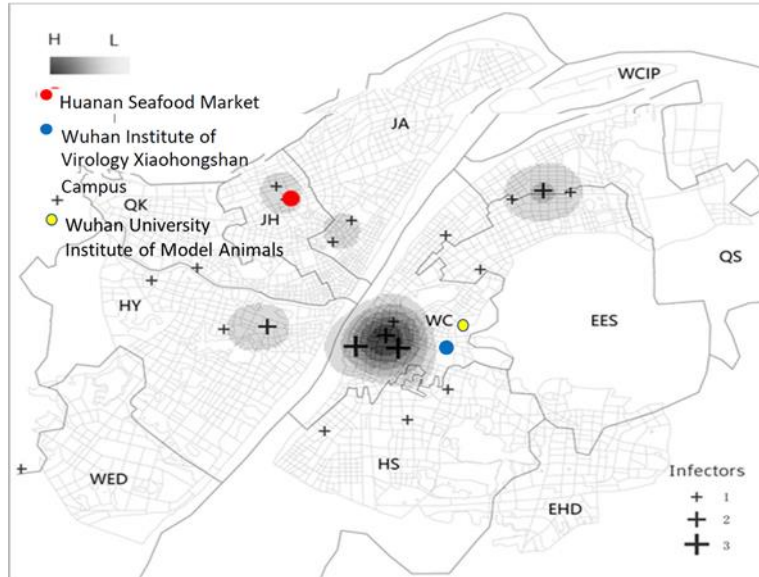 H L
Huanan Seafood Market
Wuhan Institute of
Virology Xiaohongshan
Campus
Wuhan University
Institute of Model Animals
WCIP
JA
QK
JH
QS
HY
WC
EES
WED
HS
EHD
Infectors
1
2
3